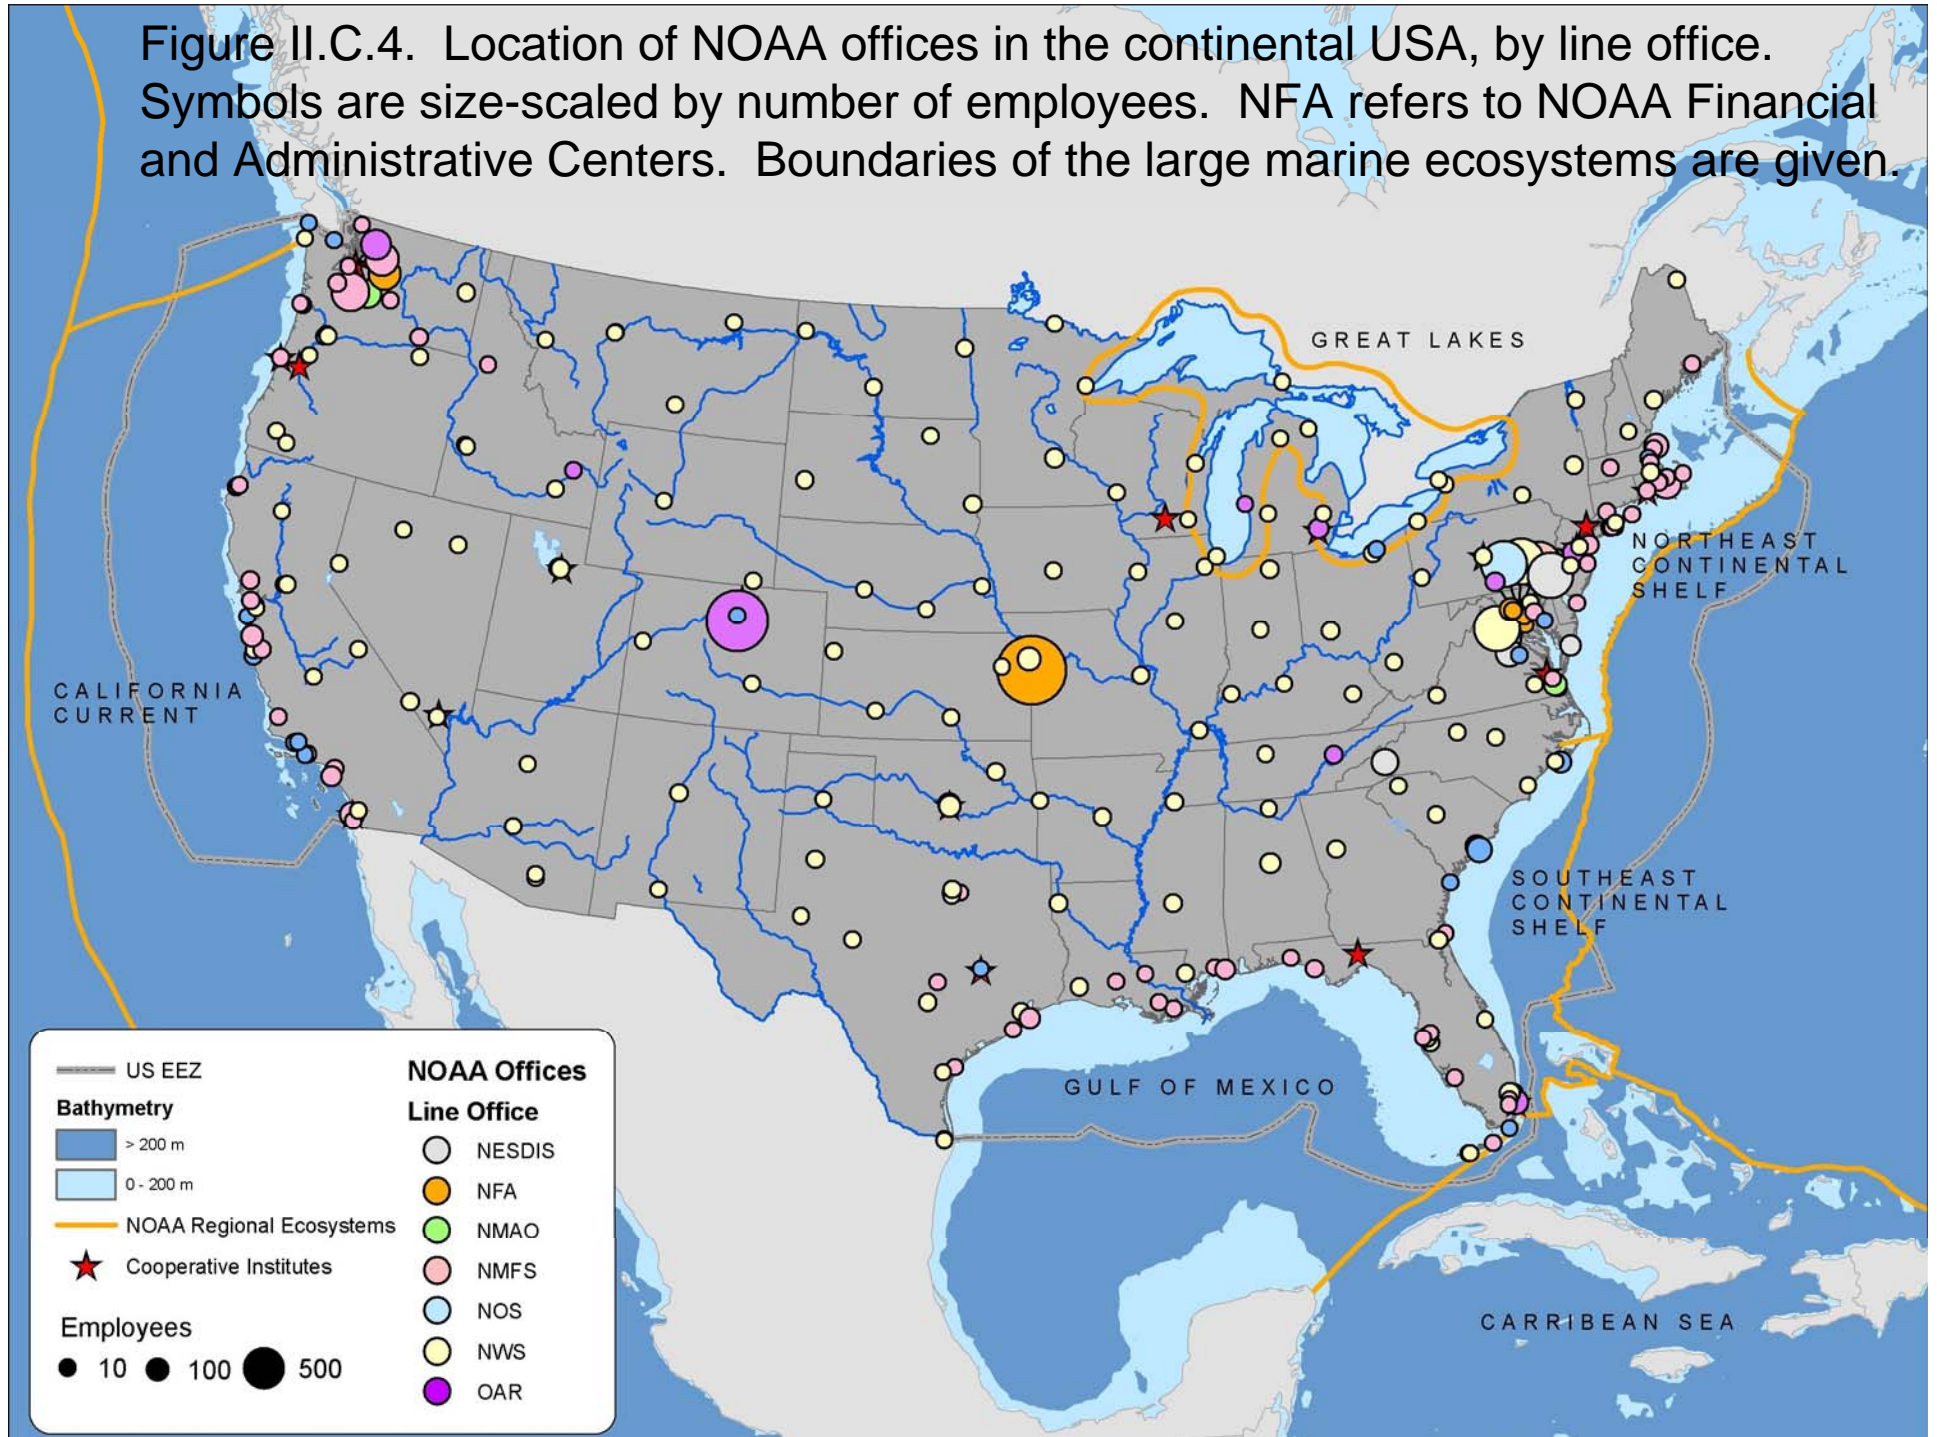 Figure II.C.4. Location of NOAA offices in the continental USA, by line office.
Symbols are size-scaled by number of employees. NFA refers to NOAA Financial
and Administrative Centers. Boundaries of the large marine ecosystems are given.
GREAT LAKES
NORTHEAST
CONTINENTAL
SHELF
CALIFORNIA
CURRENT
SOUTHEAST
CONTINENTAL
SHELF
GULF OF MEXICO
CARRIBEAN SEA
US EEZ
Bathymetry
> 200 m
0 - 200 m
NOAA Regional Ecosystems
Cooperative Institutes
Employees
10 100 500
NOAA Offices
Line Office
NESDIS
NFA
NMAO
NMFS
NOS
NWS
OAR